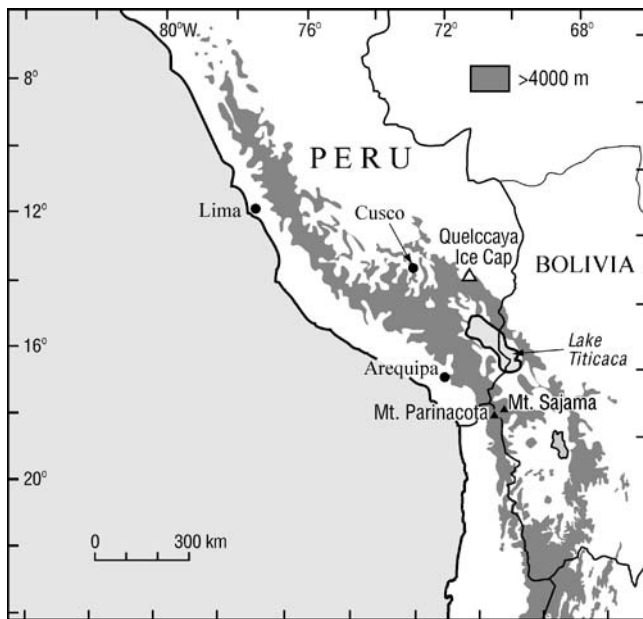 80°W
76°
72°
68°
8°
>4000 m
PERU
12°
Lima
Cusco
Quelccaya
Ice Cap
BOLIVIA
16°
Lake
Titicaca
Arequipa
Mt. Parinacota
Mt. Sajama
20°
0
300 km